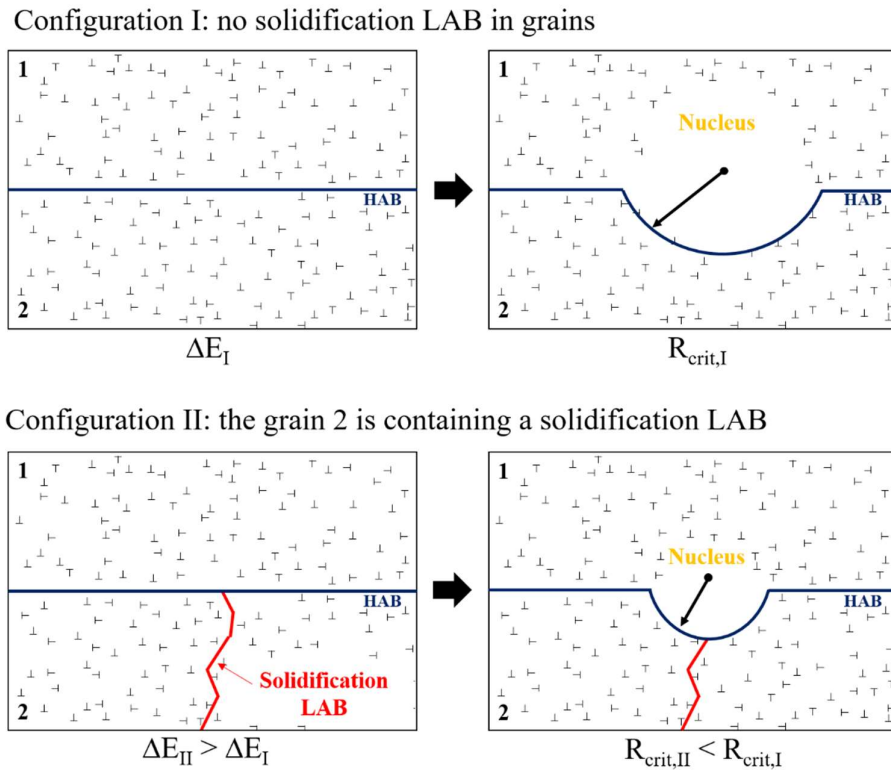 Configuration I: no solidification LAB in grains
1
HAB
2
1
Nucleus
HAB
2
ΔE_I
R_crit,I
Configuration II: the grain 2 is containing a solidification LAB
1
HAB
Solidification
LAB
2
1
Nucleus
HAB
2
ΔE_II > ΔE_I
R_crit,II < R_crit,I